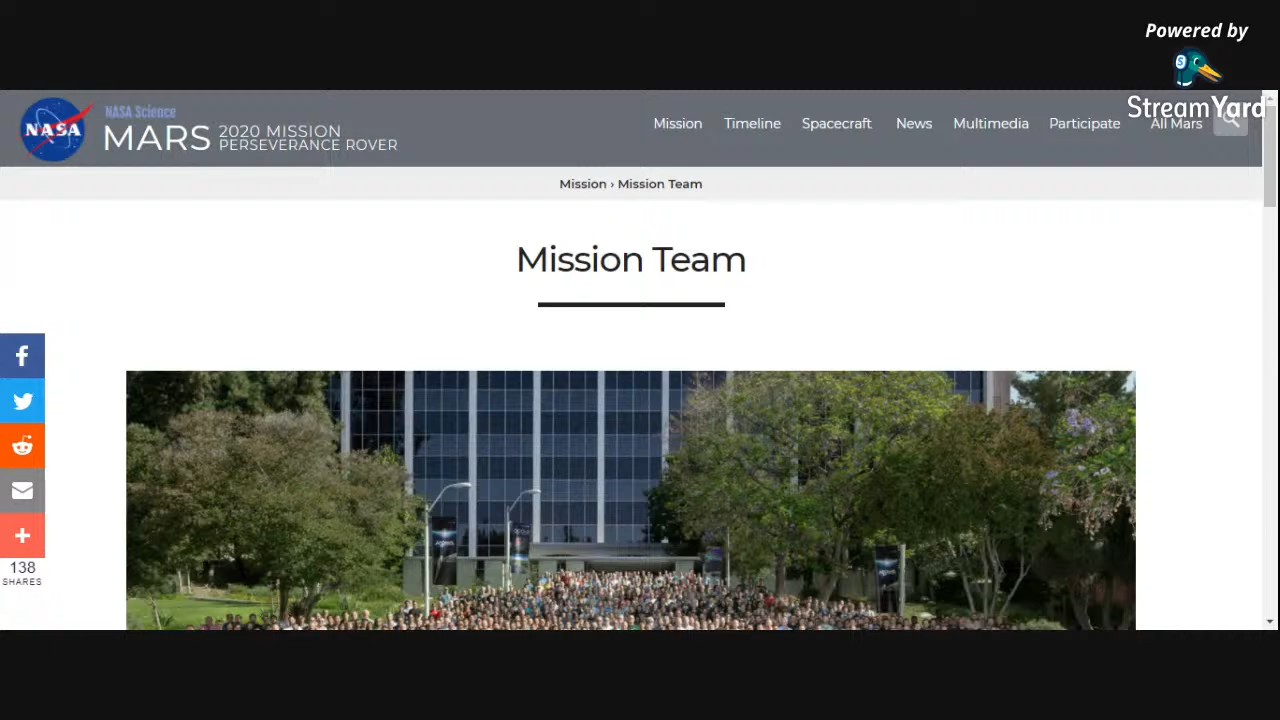 Powered by
StreamYard
NASA
NASA Science
MARS 2020 MISSION
PERSEVERANCE ROVER
Mission Timeline Spacecraft News Multimedia Participate All Mars
Mission › Mission Team
Mission Team
138
SHARES